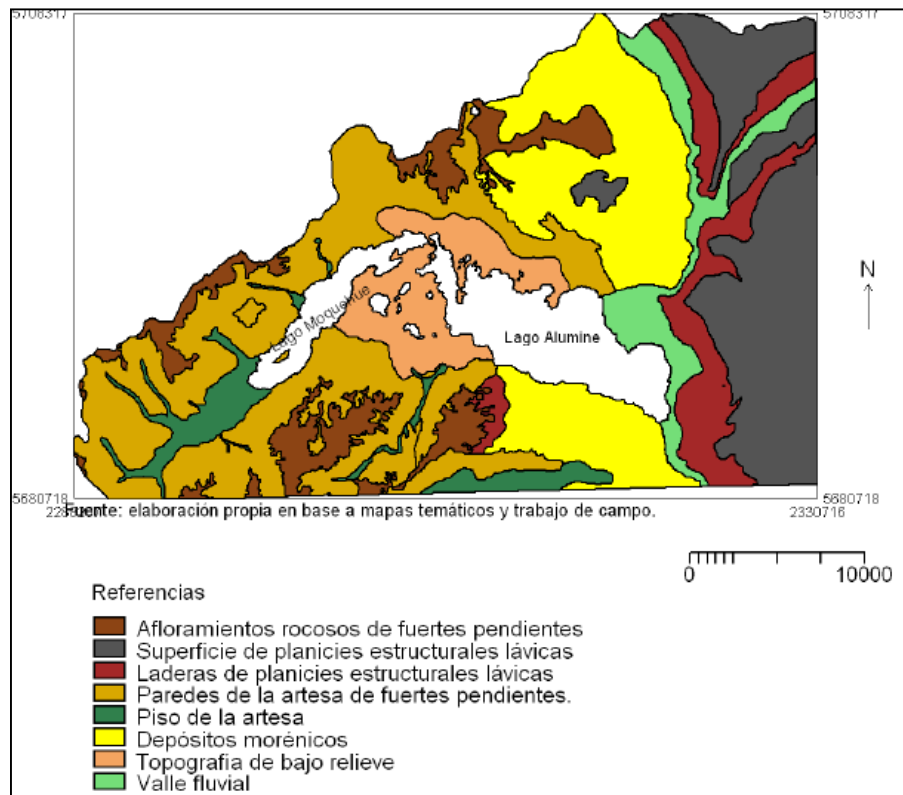 5708317
5708317
N
Lago Moquehue
Lago Alumine
5680718
5680718
2330716
Fuente: elaboración propia en base a mapas temáticos y trabajo de campo.
0
10000
Referencias
Afloramientos rocosos de fuertes pendientes
Superficie de planicies estructurales lávicas
Laderas de planicies estructurales lávicas
Paredes de la artesa de fuertes pendientes.
Piso de la artesa
Depósitos morénicos
Topografia de bajo relieve
Valle fluvial